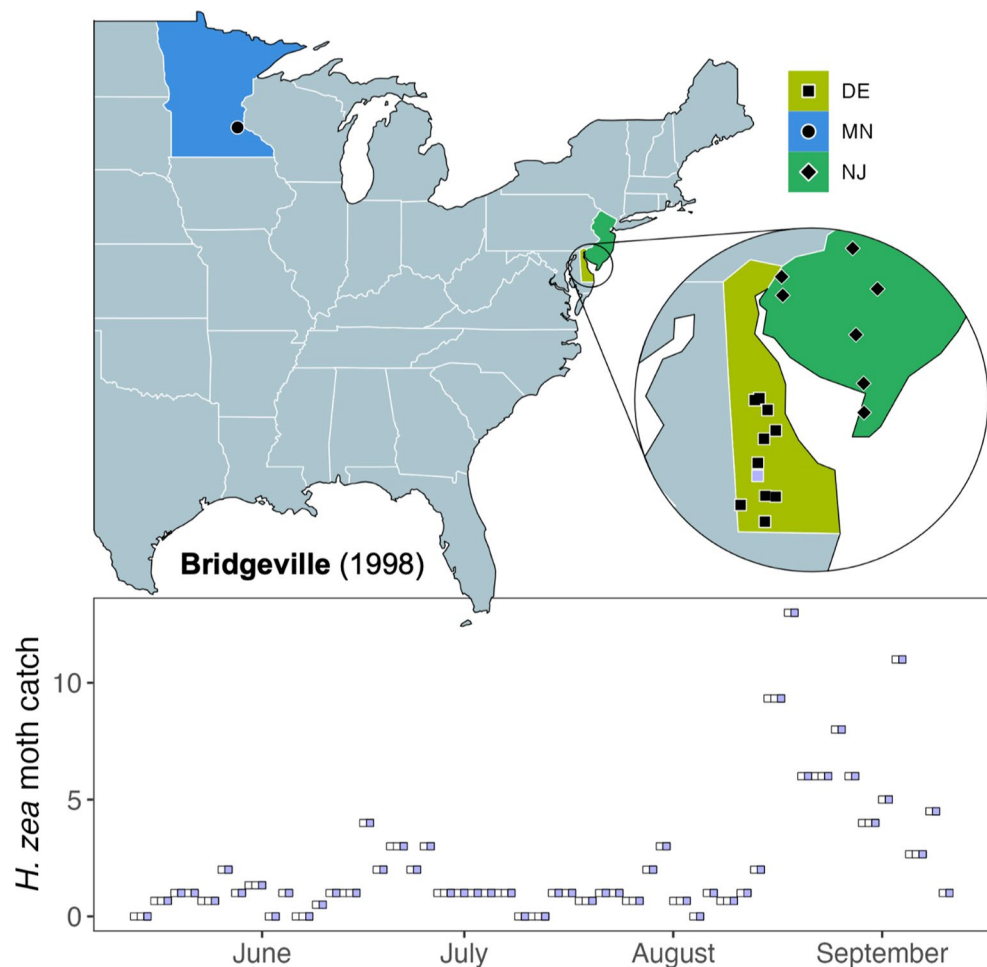 DE
MN
NJ
Bridgeville (1998)
H. zea moth catch
10
5
0
June
July
August
September